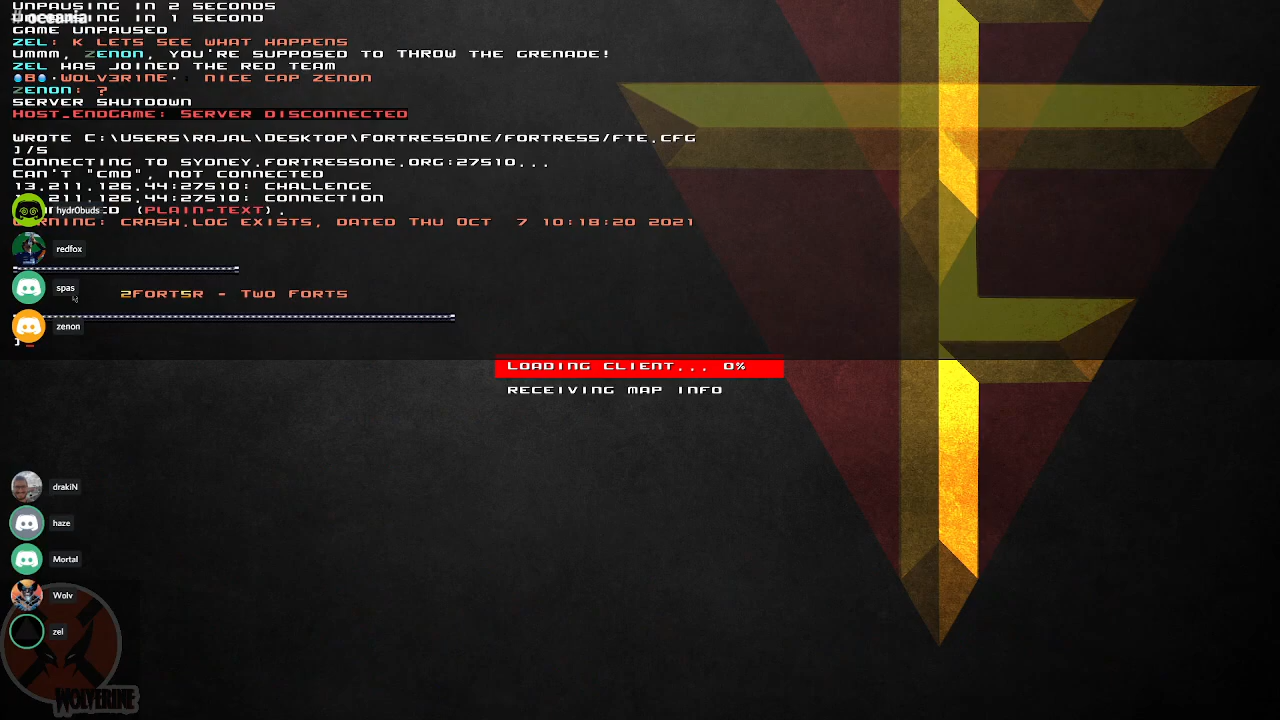 UNPAUSING IN 2 SECONDS
# oceania
UNPAUSING IN 1 SECOND
GAME UNPAUSED
ZEL: K LETS SEE WHAT HAPPENS
UMMM, ZENON, YOU'RE SUPPOSED TO THROW THE GRENADE!
ZEL HAS JOINED THE RED TEAM
B·WOLV3R1NE· NICE CAP ZENON
ZENON: ?
SERVER SHUTDOWN
HOST_ENDGAME: SERVER DISCONNECTED
WROTE C:\USERS\RAJAL\DESKTOP\FORTRESSONE/FORTRESS/FTE.CFG
]/5
CONNECTING TO SYDNEY.FORTRESSONE.ORG:27510...
CAN'T "CMD", NOT CONNECTED
13.211.126.44:27510: CHALLENGE
211.126.44:27510: CONNECTION
hydr0buds
(PLAIN-TEXT).
CRASH.LOG EXISTS, DATED THU OCT 7 10:18:20 2021
redfox
spas
2FORT5R - TWO FORTS
zenon
]
LOADING CLIENT... 0%
RECEIVING MAP INFO
drakiN
haze
Mortal
Wolv
zel
WOLVERINE